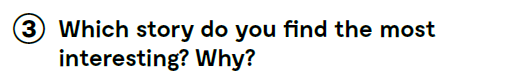 ③ Which story do you find the most
interesting? Why?